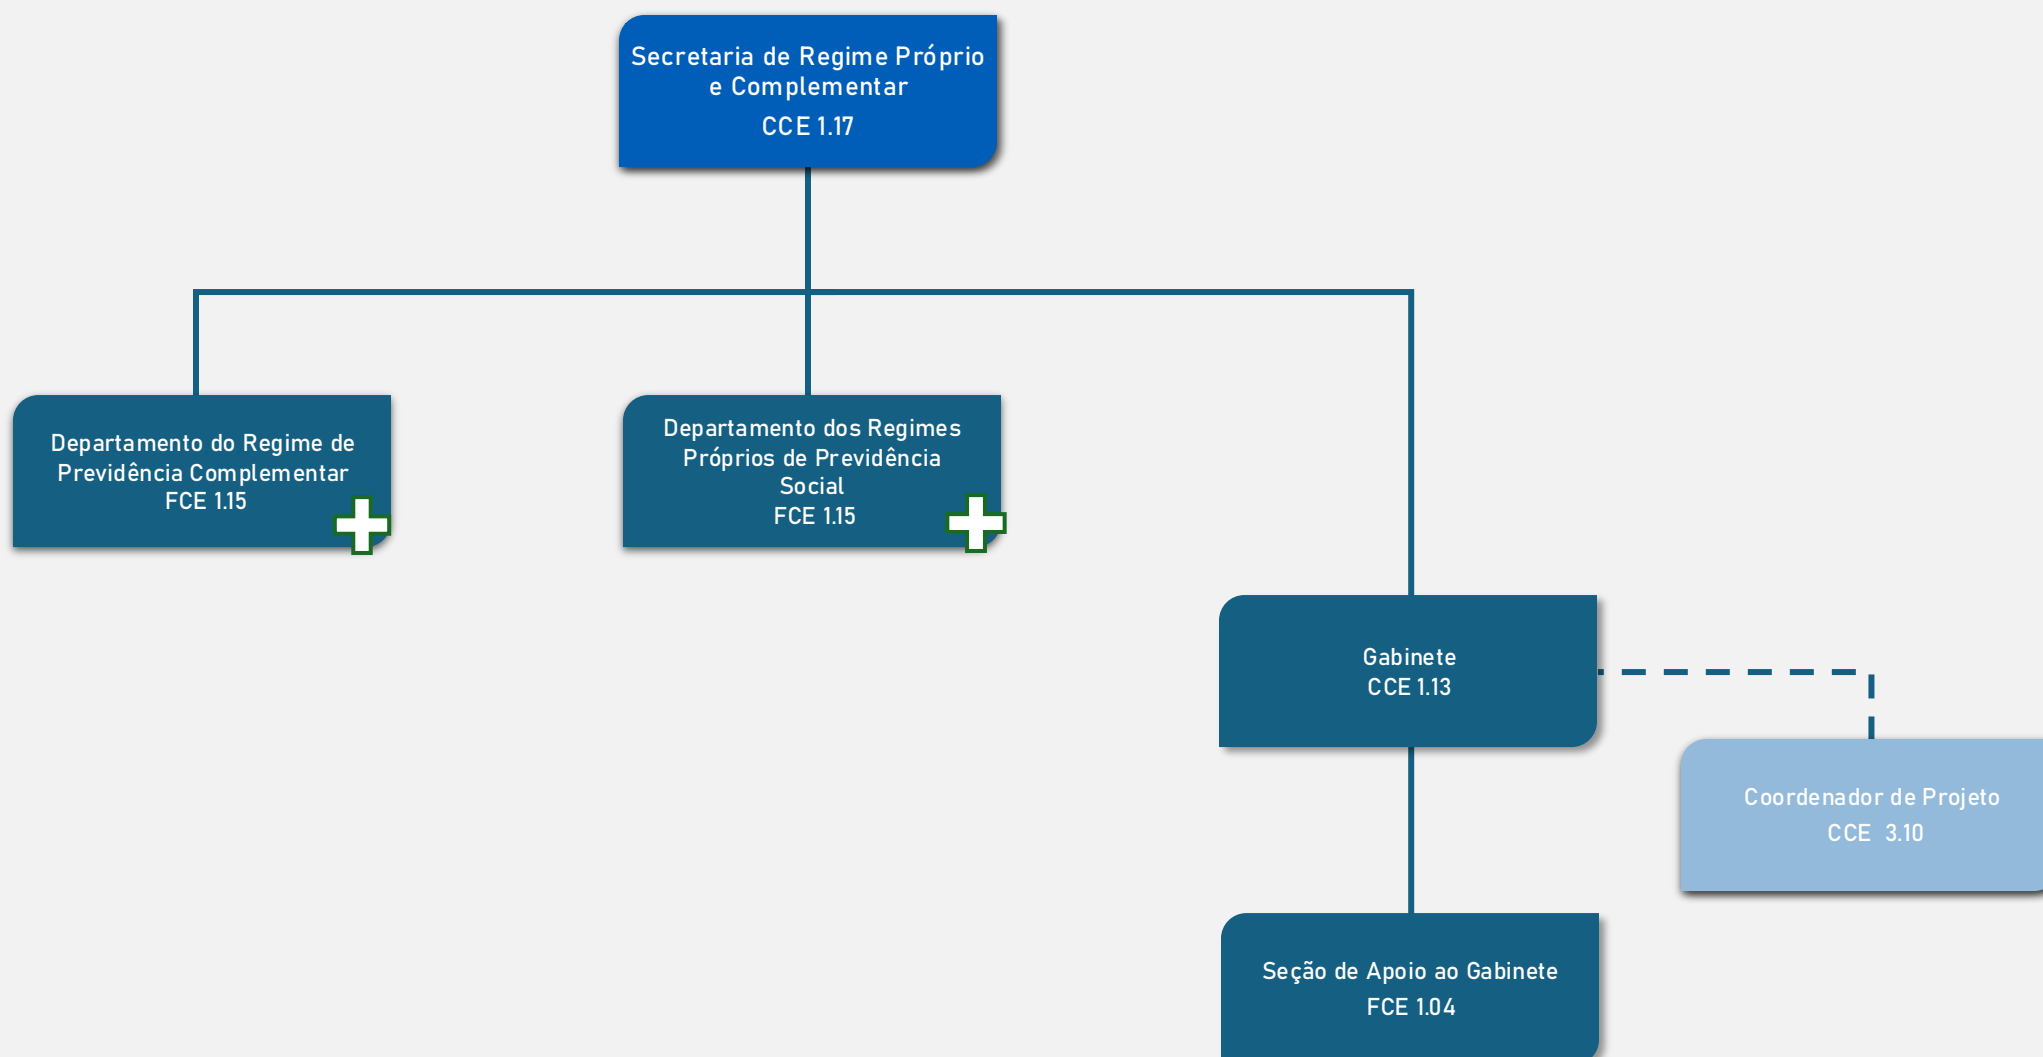 Secretaria de Regime Próprio
e Complementar
CCE 1.17
Departamento do Regime de
Previdência Complementar
FCE 1.15
Departamento dos Regimes
Próprios de Previdência
Social
FCE 1.15
Gabinete
CCE 1.13
Coordenador de Projeto
CCE 3.10
Seção de Apoio ao Gabinete
FCE 1.04